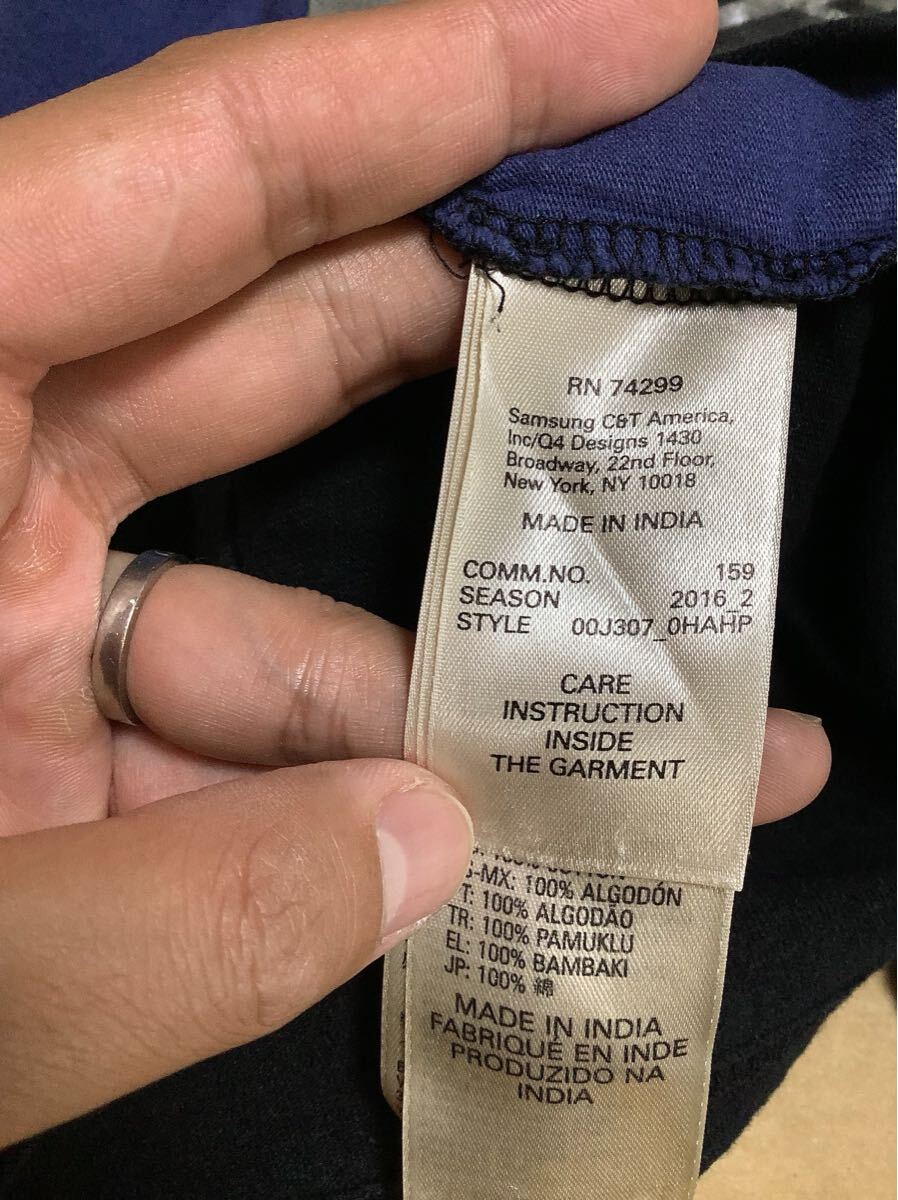 RN 74299
Samsung C&T America,
Inc/Q4 Designs 1430
Broadway, 22nd Floor,
New York, NY 10018
MADE IN INDIA
COMM.NO. 159
SEASON 2016_2
STYLE 00J307_0HAHP
CARE
INSTRUCTION
INSIDE
THE GARMENT
-MX: 100% ALGODÓN
T: 100% ALGODÃO
TR: 100% PAMUKLU
EL: 100% BAMBAKI
JP: 100% 綿
MADE IN INDIA
FABRIQUÉ EN INDE
PRODUZIDO NA
INDIA